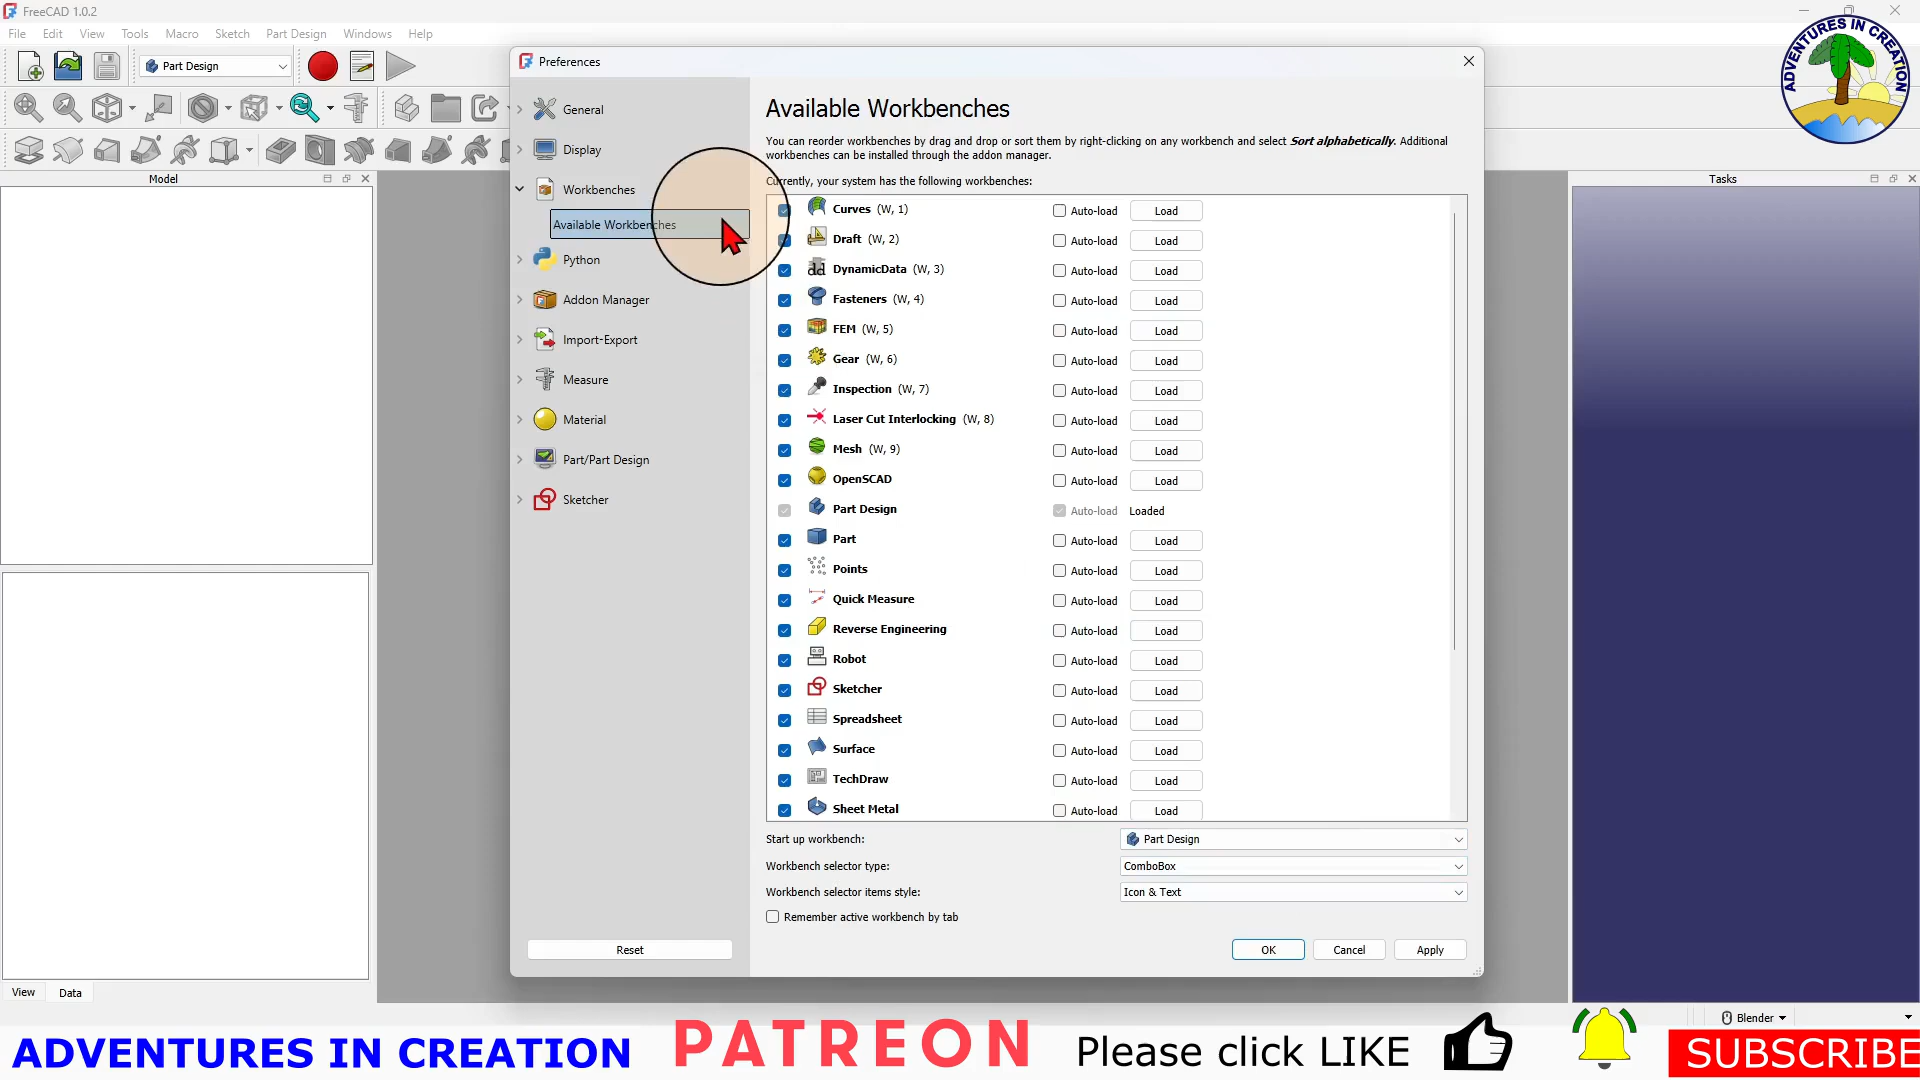 FreeCAD 1.0.2
File Edit View Tools Macro Sketch Part Design Windows Help
Part Design
ADVENTURES IN CREATION
Model
Tasks
Preferences
General
Display
Workbenches
Available Workbenches
Python
Addon Manager
Import-Export
Measure
Material
Part/Part Design
Sketcher
Reset
Available Workbenches
You can reorder workbenches by drag and drop or sort them by right-clicking on any workbench and select Sort alphabetically. Additional
workbenches can be installed through the addon manager.
Currently, your system has the following workbenches:
Curves (W, 1) Auto-load Load
Draft (W, 2) Auto-load Load
DynamicData (W, 3) Auto-load Load
Fasteners (W, 4) Auto-load Load
FEM (W, 5) Auto-load Load
Gear (W, 6) Auto-load Load
Inspection (W, 7) Auto-load Load
Laser Cut Interlocking (W, 8) Auto-load Load
Mesh (W, 9) Auto-load Load
OpenSCAD Auto-load Load
Part Design Auto-load Loaded
Part Auto-load Load
Points Auto-load Load
Quick Measure Auto-load Load
Reverse Engineering Auto-load Load
Robot Auto-load Load
Sketcher Auto-load Load
Spreadsheet Auto-load Load
Surface Auto-load Load
TechDraw Auto-load Load
Sheet Metal Auto-load Load
Start up workbench: Part Design
Workbench selector type: ComboBox
Workbench selector items style: Icon & Text
Remember active workbench by tab
OK Cancel Apply
View Data
Blender
ADVENTURES IN CREATION PATREON Please click LIKE SUBSCRIBE